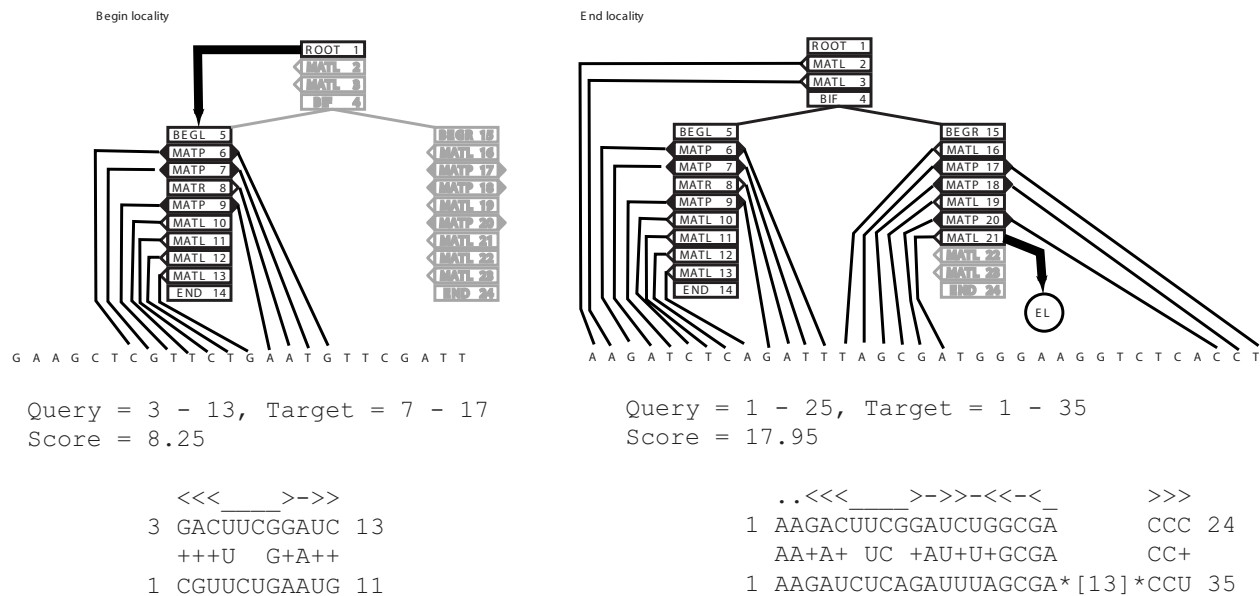 Begin locality
ROOT 1
MATL 2
MATL 3
BIF 4
BEGL 5
MATP 6
MATP 7
MATR 8
MATP 9
MATL 10
MATL 11
MATL 12
MATL 13
END 14
BEGR 15
MATL 16
MATP 17
MATP 18
MATL 19
MATP 20
MATL 21
MATL 22
MATL 23
END 24
G A A G C T C G T T C T G A A T G T T C G A T T
Query = 3 - 13, Target = 7 - 17
Score = 8.25
<<<____>->>
3 GACUUCGGAUC 13
+++U  G+A++
1 CGUUCUGAAUG 11
End locality
ROOT 1
MATL 2
MATL 3
BIF 4
BEGL 5
MATP 6
MATP 7
MATR 8
MATP 9
MATL 10
MATL 11
MATL 12
MATL 13
END 14
BEGR 15
MATL 16
MATP 17
MATP 18
MATL 19
MATP 20
MATL 21
MATL 22
MATL 23
END 24
EL
A A G A T C T C A G A T T T A G C G A T G G G A A G G T C T C A C C T
Query = 1 - 25, Target = 1 - 35
Score = 17.95
..<<<____>->>-<<-<_      >>>
1 AAGACUUCGGAUCUGGCGA      CCC 24
AA+A+ UC +AU+U+GCGA      CC+
1 AAGAUCUCAGAUUUAGCGA*[13]*CCU 35